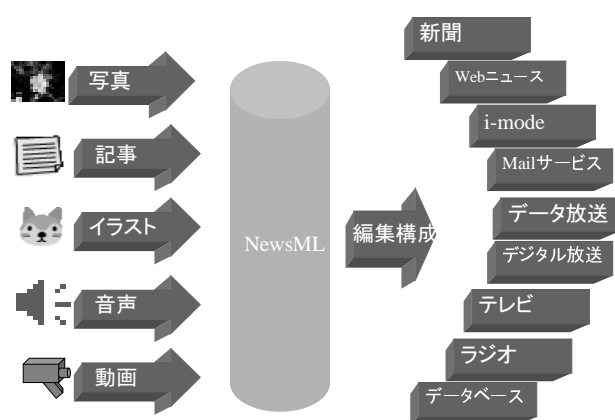 写真
記事
イラスト
音声
動画
NewsML
編集構成
新聞
Webニュース
i-mode
Mailサービス
データ放送
デジタル放送
テレビ
ラジオ
データベース